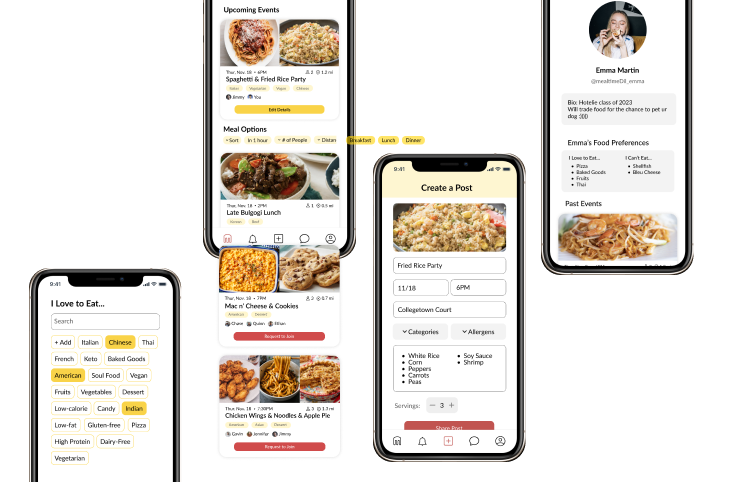 Upcoming Events
Thur, Nov. 18 • 6PM
2
1.2 mi
Spaghetti & Fried Rice Party
Italian Vegetarian Vegan Chinese
Jimmy You
Edit Details
Meal Options
Sort In 1 hour # of People Distan Breakfast Lunch Dinner
Thur, Nov. 18 • 2PM
1
0.5 mi
Late Bulgogi Lunch
Korean Beef
Thur, Nov. 18 • 7PM
3
0.7 mi
Mac n' Cheese & Cookies
American Dessert
Chase Quinn Ethan
Request to Join
Thur, Nov. 18 • 7:30PM
3
1.3 mi
Chicken Wings & Noodles & Apple Pie
American Asian Dessert
Gavin Jennifer Jimmy
Request to Join
9:41
I Love to Eat...
Search
+ Add Italian Chinese Thai
French Keto Baked Goods
American Soul Food Vegan
Fruits Vegetables Dessert
Low-calorie Candy Indian
Low-fat Gluten-free Pizza
High Protein Dairy-Free
Vegetarian
9:41
Create a Post
Fried Rice Party
11/18 6PM
Collegetown Court
Categories Allergens
• White Rice
• Corn
• Peppers
• Carrots
• Peas
• Soy Sauce
• Shrimp
Servings: − 3 +
Share Post
Emma Martin
@mealtimeDil_emma
Bio: Hotelie class of 2023
Will trade food for the chance to pet ur
dog
Emma's Food Preferences
I Love to Eat...
• Pizza
• Baked Goods
• Fruits
• Thai
I Can't Eat...
• Shellfish
• Bleu Cheese
Past Events